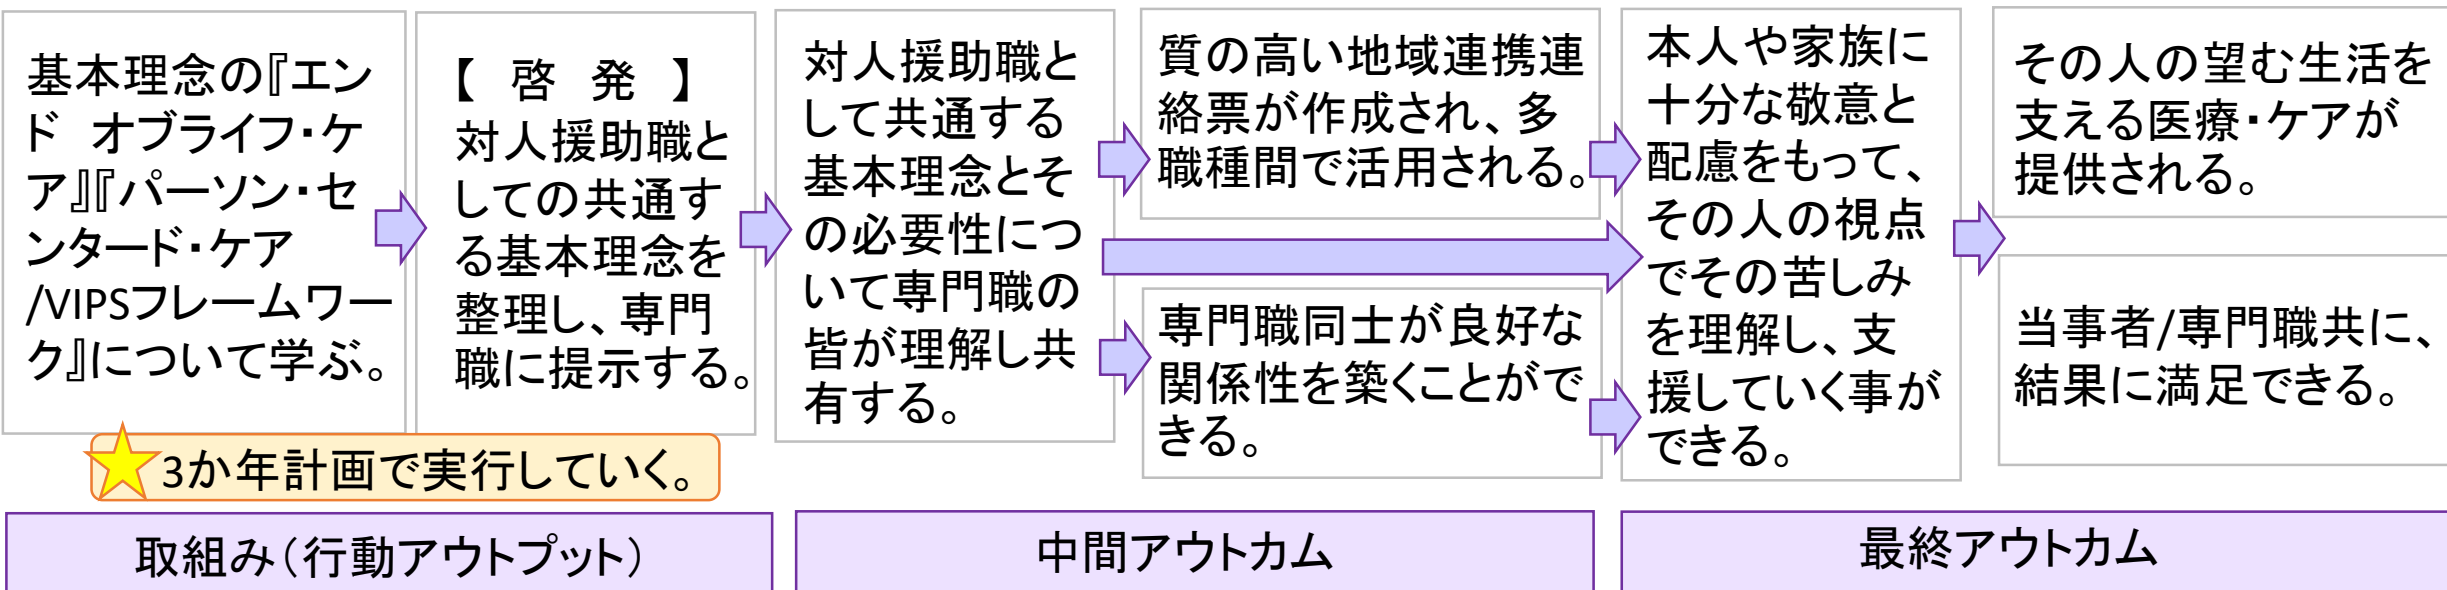 基本理念の『エン
ド オブライフ・ケ
ア』『パーソン・セ
ンタード・ケア
/VIPSフレームワー
ク』について学ぶ。
【 啓 発 】
対人援助職と
しての共通す
る基本理念を
整理し、専門
職に提示する。
対人援助職と
して共通する
基本理念とそ
の必要性につ
いて専門職の
皆が理解し共
有する。
質の高い地域連携連
絡票が作成され、多
職種間で活用される。
専門職同士が良好な
関係性を築くことがで
きる。
本人や家族に
十分な敬意と
配慮をもって、
その人の視点
でその苦しみ
を理解し、支
援していく事が
できる。
その人の望む生活を
支える医療・ケアが
提供される。
当事者/専門職共に、
結果に満足できる。
3か年計画で実行していく。
取組み（行動アウトプット）
中間アウトカム
最終アウトカム